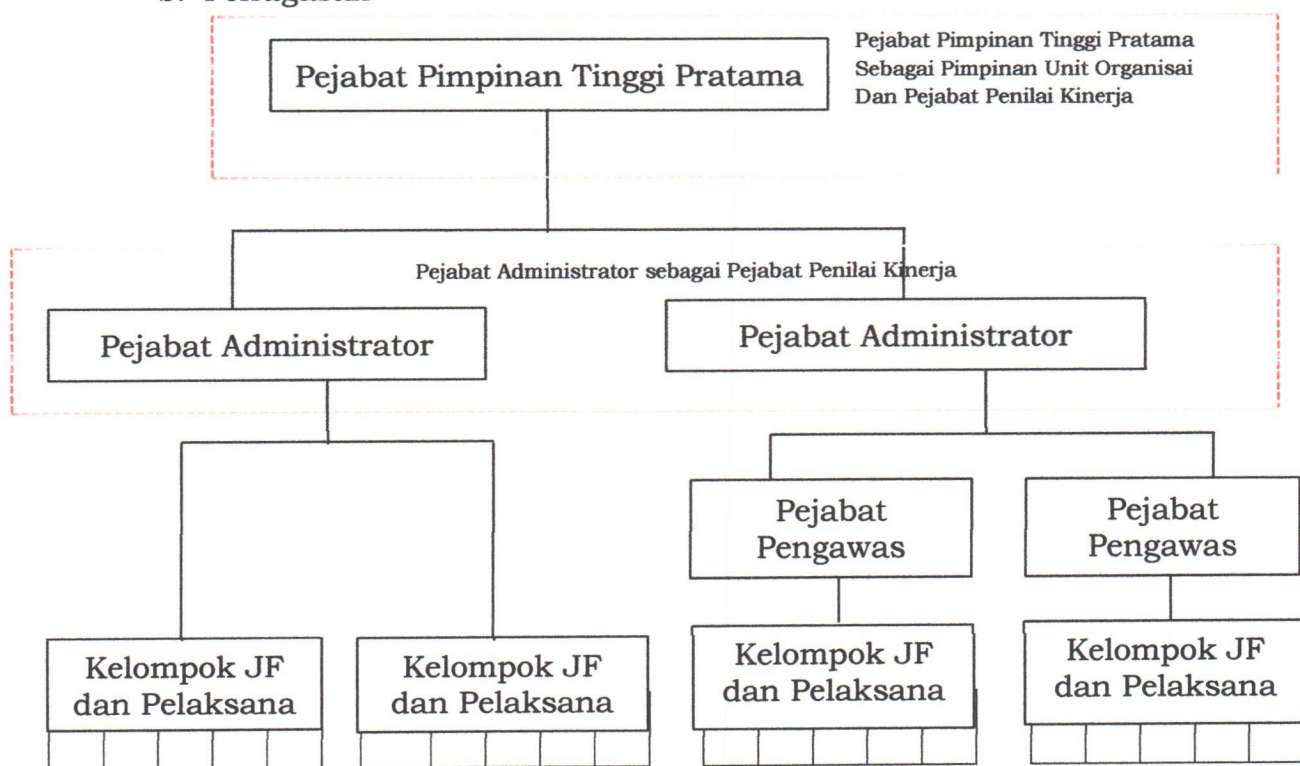 Pejabat Pimpinan Tinggi Pratama
Pejabat Pimpinan Tinggi Pratama
Sebagai Pimpinan Unit Organisai
Dan Pejabat Penilai Kinerja
Pejabat Administrator sebagai Pejabat Penilai Kinerja
Pejabat Administrator
Pejabat Administrator
Pejabat
Pengawas
Pejabat
Pengawas
Kelompok JF
dan Pelaksana
Kelompok JF
dan Pelaksana
Kelompok JF
dan Pelaksana
Kelompok JF
dan Pelaksana